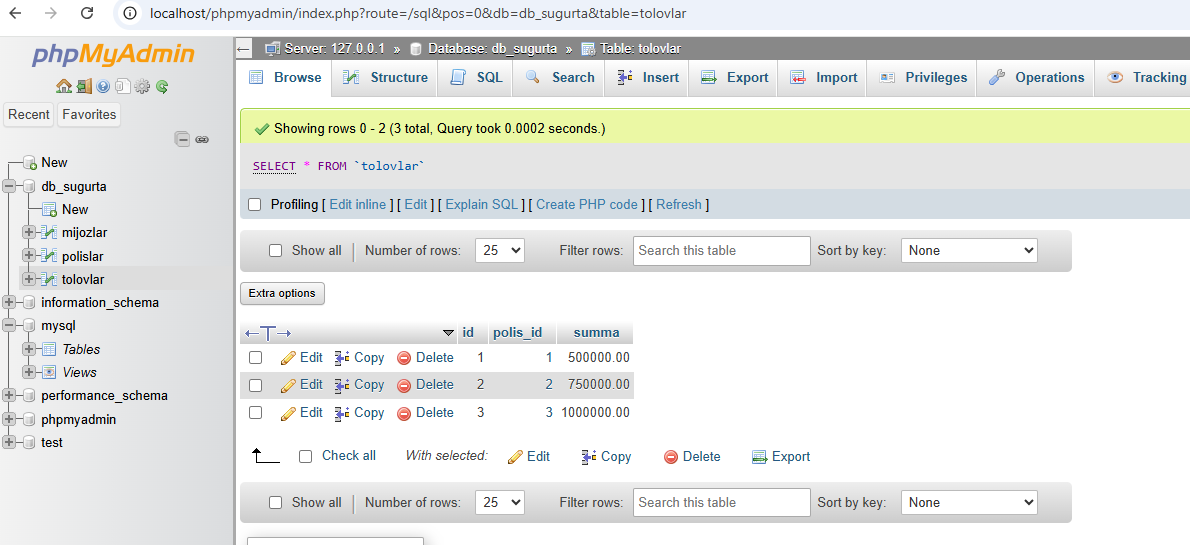 localhost/phpmyadmin/index.php?route=/sql&pos=0&db=db_sugurta&table=tolovlar
phpMyAdmin
Recent Favorites
New
db_sugurta
New
mijozlar
polislar
tolovlar
information_schema
mysql
Tables
Views
performance_schema
phpmyadmin
test
Server: 127.0.0.1 » Database: db_sugurta » Table: tolovlar
Browse Structure SQL Search Insert Export Import Privileges Operations Tracking
Showing rows 0 - 2 (3 total, Query took 0.0002 seconds.)
SELECT * FROM `tolovlar`
Profiling [ Edit inline ] [ Edit ] [ Explain SQL ] [ Create PHP code ] [ Refresh ]
Show all Number of rows: 25 Filter rows: Search this table Sort by key: None
Extra options
id polis_id summa
Edit Copy Delete 1 1 500000.00
Edit Copy Delete 2 2 750000.00
Edit Copy Delete 3 3 1000000.00
Check all With selected: Edit Copy Delete Export
Show all Number of rows: 25 Filter rows: Search this table Sort by key: None